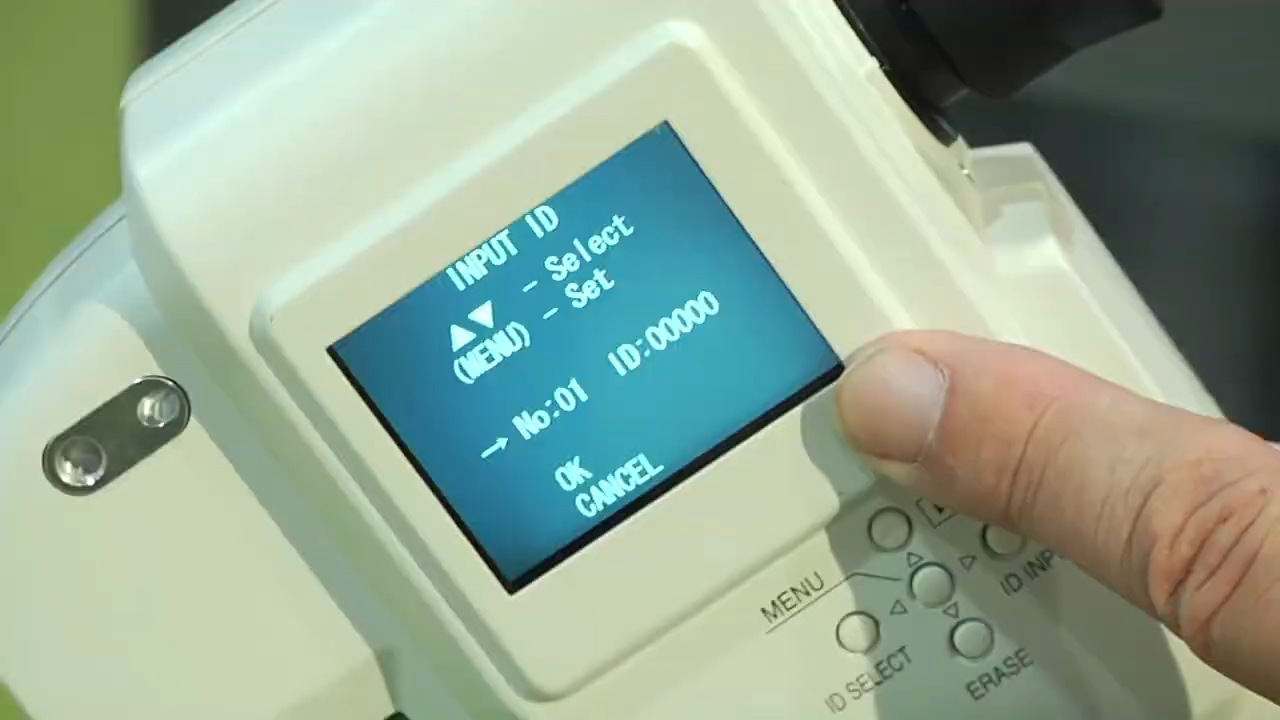 INPUT ID
▲▼ - Select
(MENU) - Set
→ No:01 ID:00000
OK
CANCEL
MENU
ID SELECT
ERASE